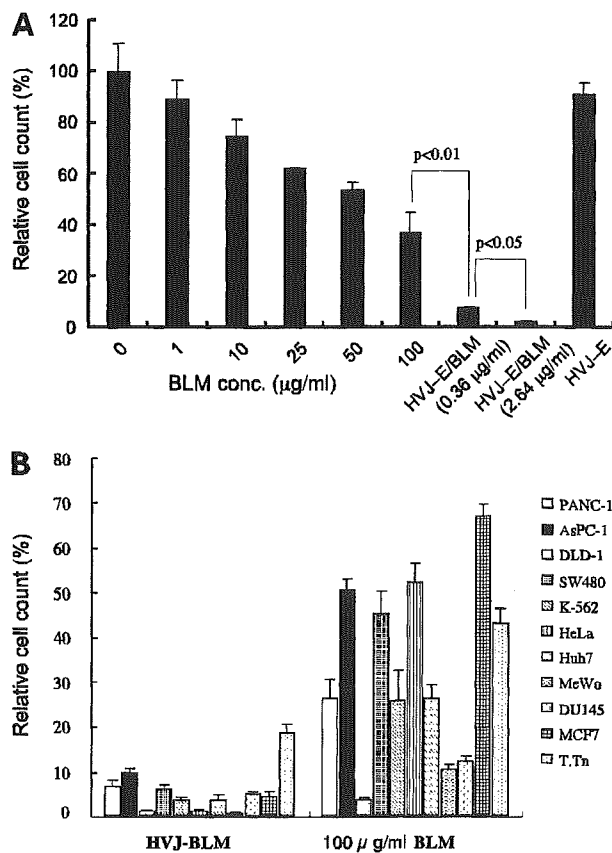 A
Relative cell count (%)
120
100
80
60
40
20
0
p<0.01
p<0.05
0
1
10
25
50
100
HVJ-E/BLM
(0.36 μg/ml)
HVJ-E/BLM
(2.64 μg/ml)
HVJ-E
BLM conc. (μg/ml)
B
Relative cell count (%)
80
70
60
50
40
30
20
10
0
HVJ-BLM
100 μ g/ml BLM
PANC-1
AsPC-1
DLD-1
SW480
K-562
HeLa
Huh7
MeWo
DU145
MCF7
T.Tn